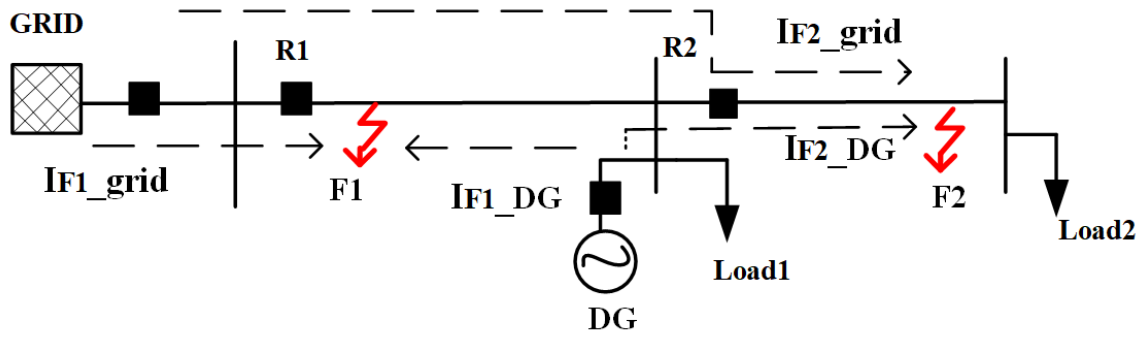 GRID
R1
R2
IF2_grid
IF1_grid
F1
IF1_DG
IF2_DG
F2
Load1
Load2
DG